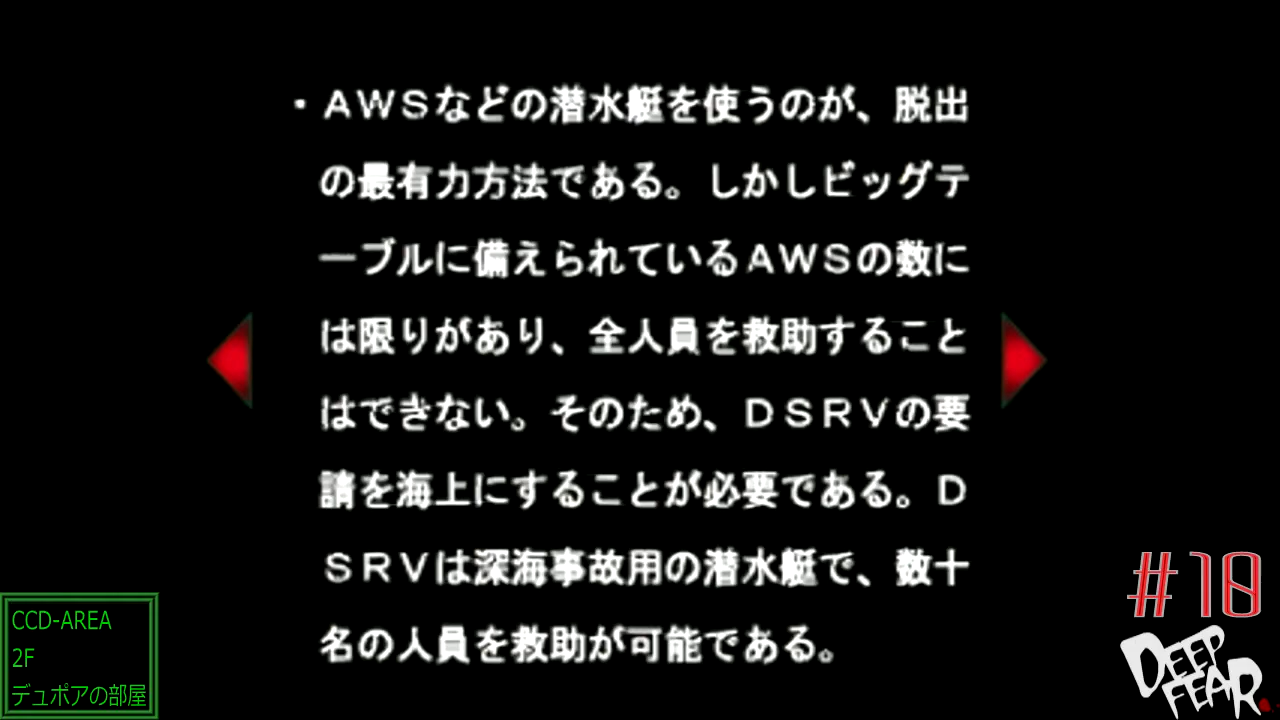 ・ＡＷＳなどの潜水艇を使うのが、脱出
の最有力方法である。しかしビッグテ
ーブルに備えられているＡＷＳの数に
は限りがあり、全人員を救助すること
はできない。そのため、ＤＳＲＶの要
請を海上にすることが必要である。Ｄ
ＳＲＶは深海事故用の潜水艇で、数十
名の人員を救助が可能である。
CCD-AREA
2F
デュポアの部屋
#10
DEEP
FEAR